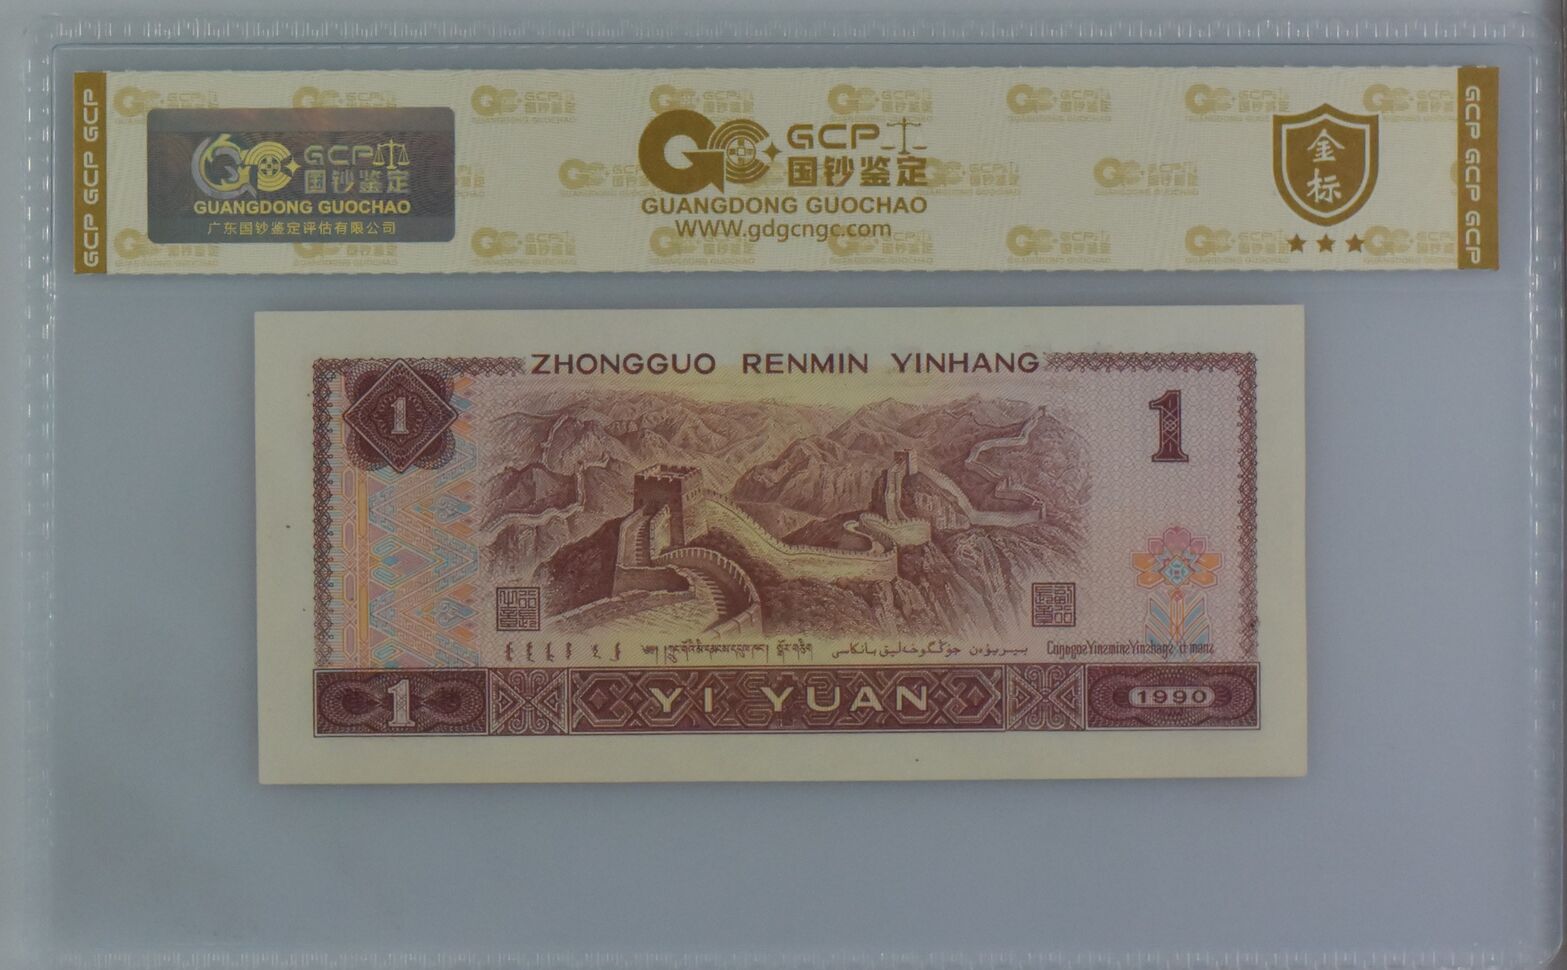 GCP GCP GCP
GCP
国钞鉴定
GUANGDONG GUOCHAO
广东国钞鉴定评估有限公司
GCP
国钞鉴定
GUANGDONG GUOCHAO
WWW.gdgcngc.com
金标
GCP GCP GCP
ZHONGGUO RENMIN YINHANG
1
1
1
YI YUAN
1990